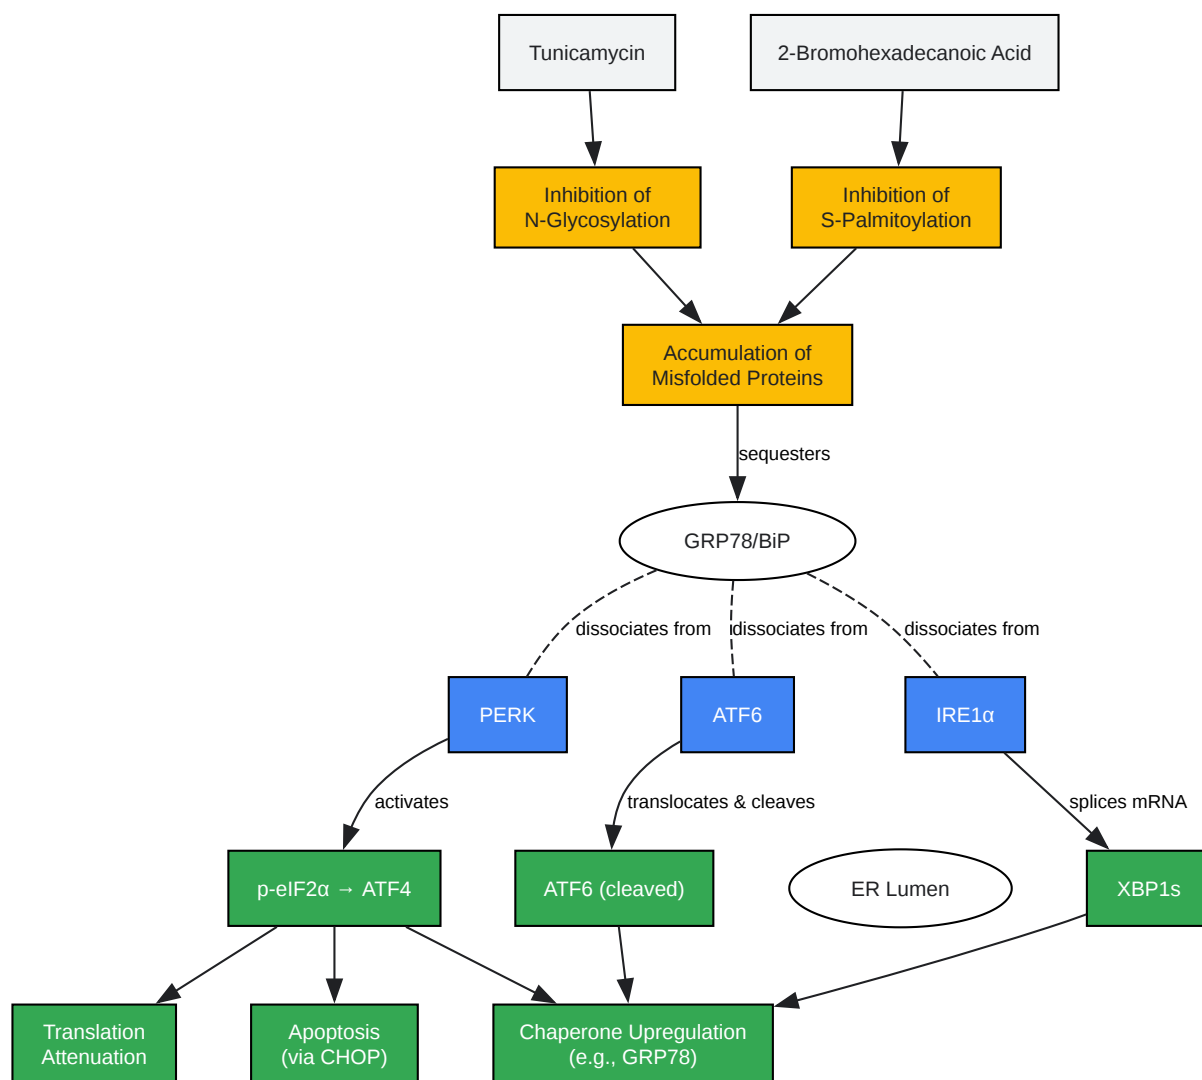 Tunicamycin
2-Bromohexadecanoic Acid
Inhibition of
N-Glycosylation
Inhibition of
S-Palmitoylation
Accumulation of
Misfolded Proteins
sequesters
GRP78/BiP
dissociates from
dissociates from
dissociates from
PERK
ATF6
IRE1α
activates
translocates & cleaves
splices mRNA
p-eIF2α → ATF4
ATF6 (cleaved)
ER Lumen
XBP1s
Translation
Attenuation
Apoptosis
(via CHOP)
Chaperone Upregulation
(e.g., GRP78)